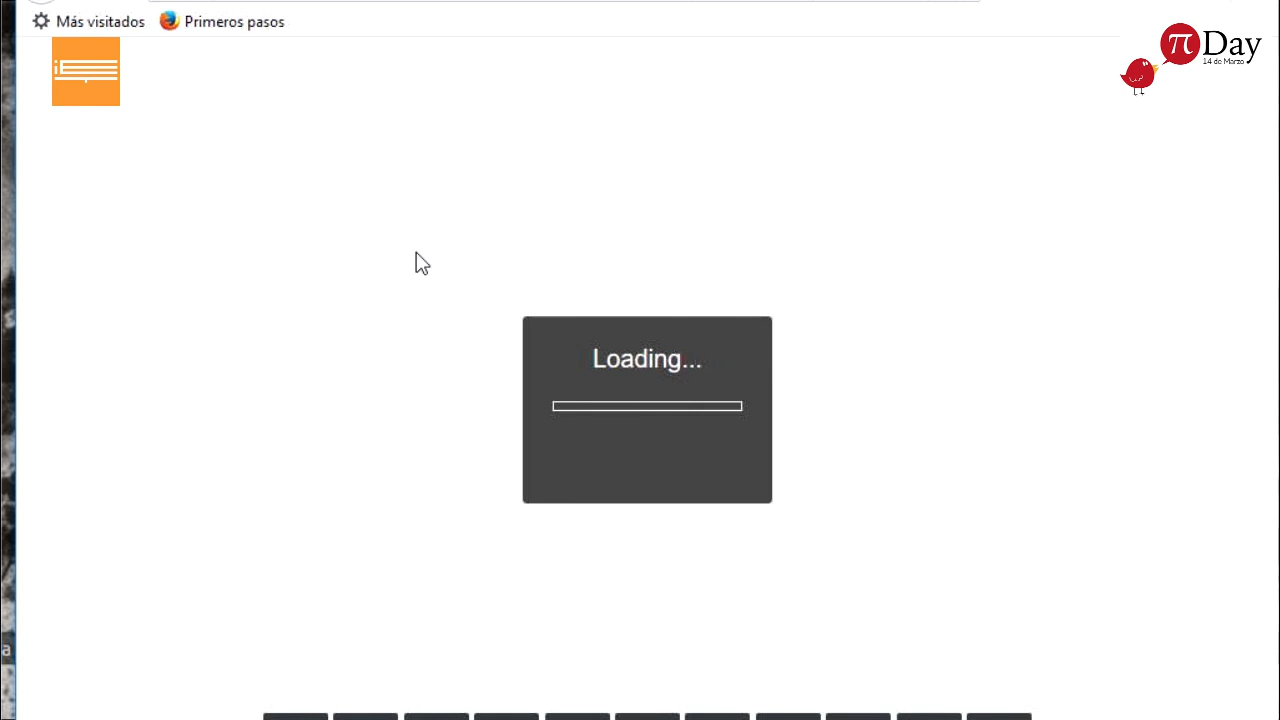 Más visitados Primeros pasos
π Day
14 de Marzo
Loading...
a